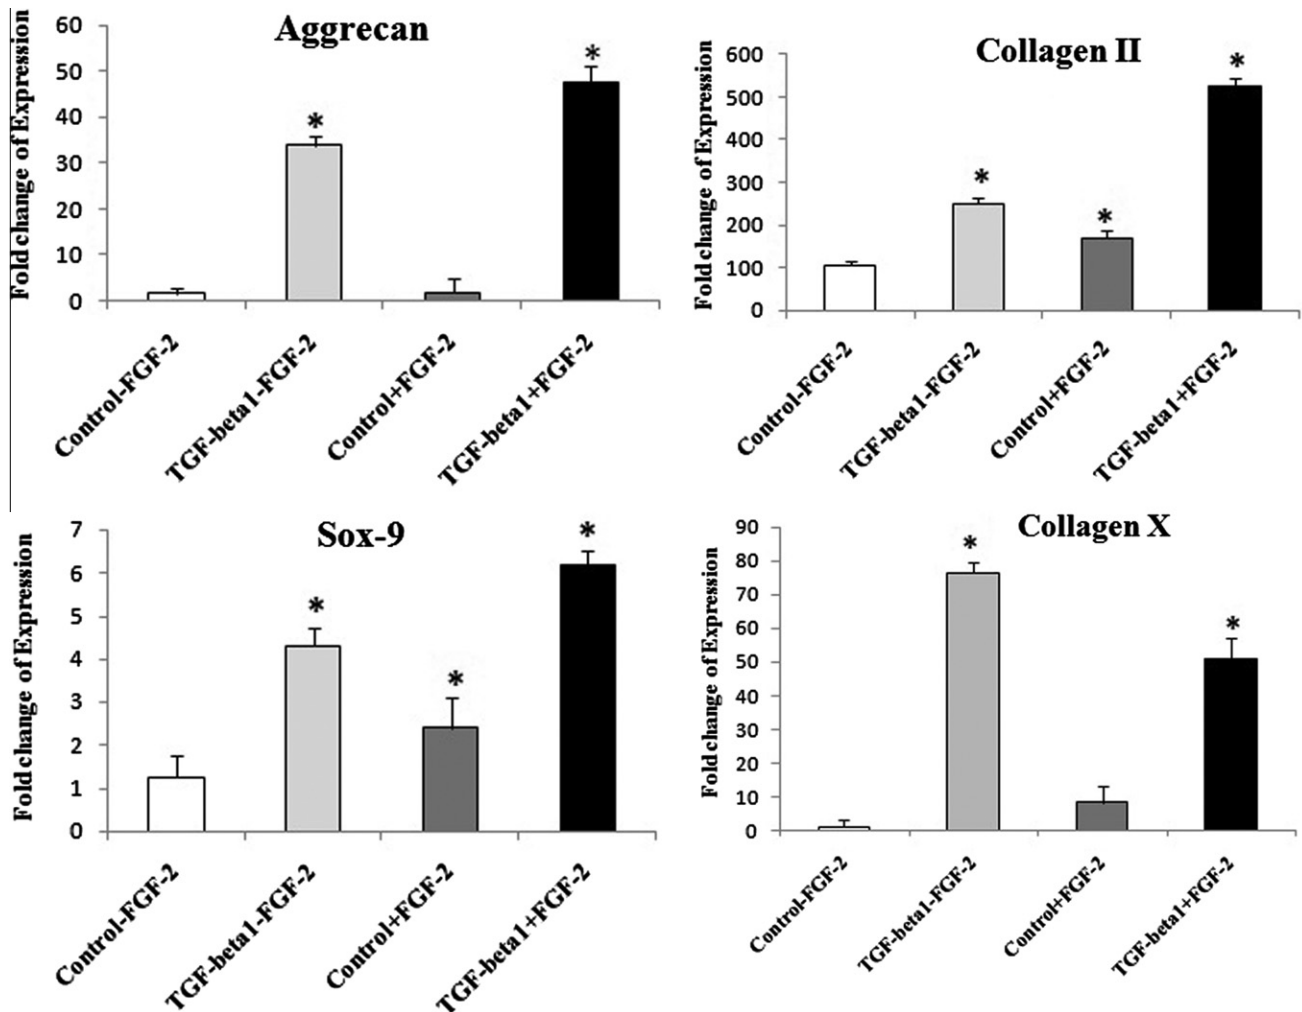 Aggrecan
Fold change of Expression
60
50
40
30
20
10
0
*
*
Control-FGF-2
TGF-beta1-FGF-2
Control+FGF-2
TGF-beta1+FGF-2
Collagen II
Fold change of Expression
600
500
400
300
200
100
0
*
*
*
Control-FGF-2
TGF-beta1-FGF-2
Control+FGF-2
TGF-beta1+FGF-2
Sox-9
Fold change of Expression
7
6
5
4
3
2
1
0
*
*
*
Control-FGF-2
TGF-beta1-FGF-2
Control+FGF-2
TGF-beta1+FGF-2
Collagen X
Fold change of Expression
90
80
70
60
50
40
30
20
10
0
*
*
Control-FGF-2
TGF-beta1-FGF-2
Control+FGF-2
TGF-beta1+FGF-2